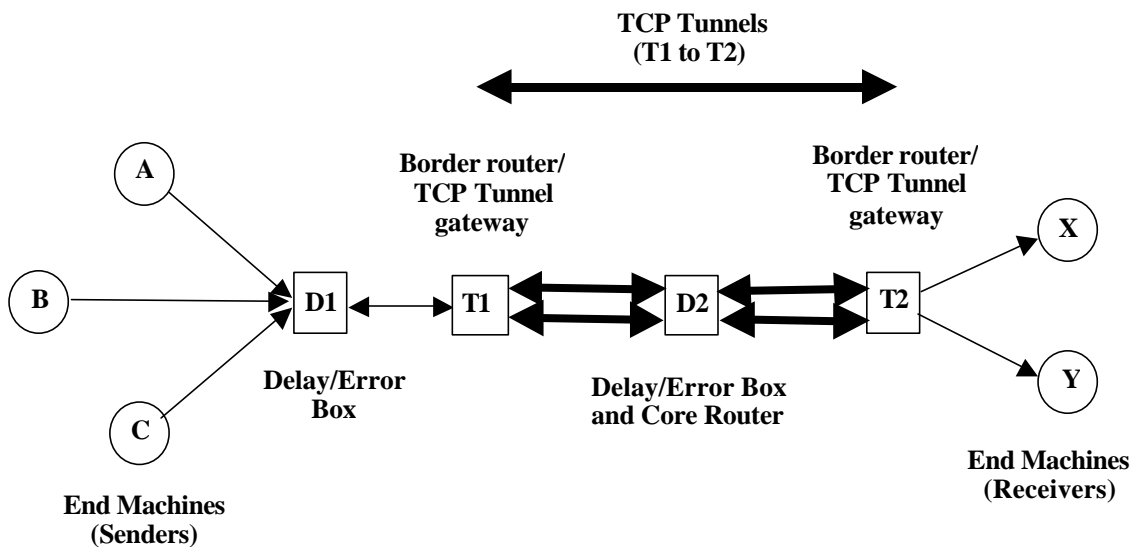 TCP Tunnels
(T1 to T2)
Border router/
TCP Tunnel
gateway
Border router/
TCP Tunnel
gateway
A
B
C
D1
T1
D2
T2
X
Y
Delay/Error
Box
Delay/Error Box
and Core Router
End Machines
(Senders)
End Machines
(Receivers)